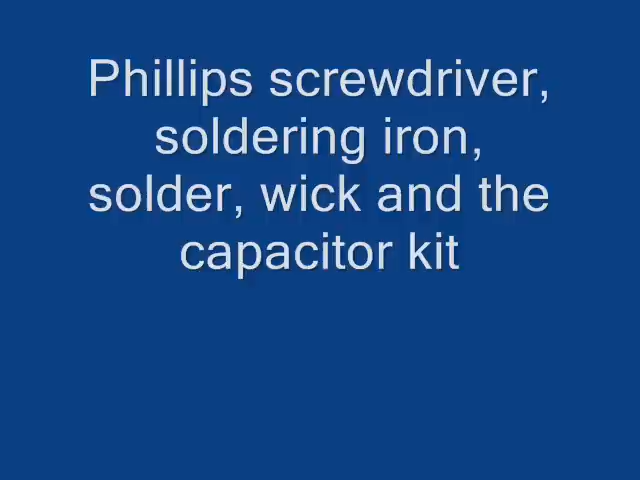 Phillips screwdriver,
soldering iron,
solder, wick and the
capacitor kit